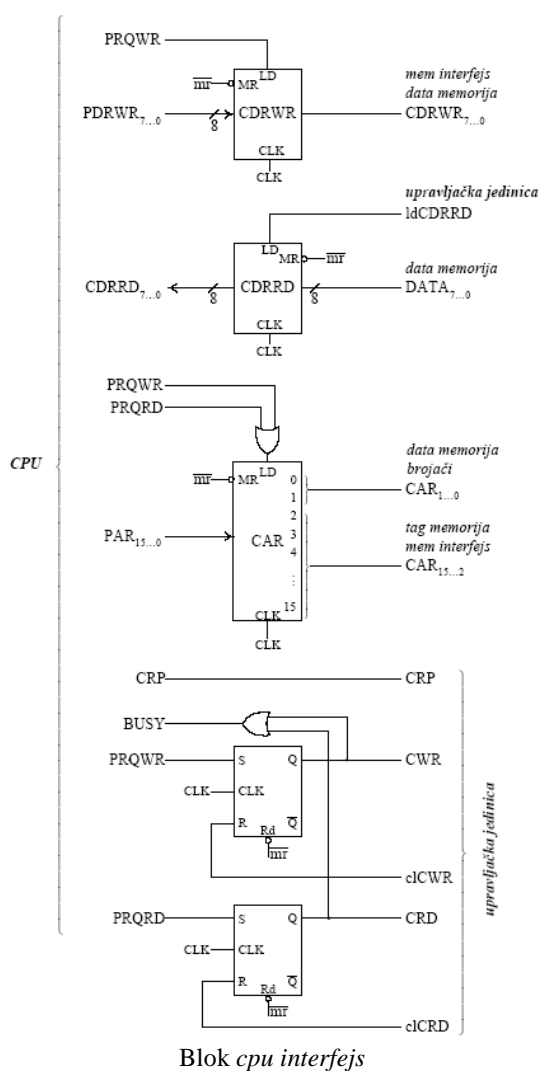 PRQWR
LD
mr MR
mem interfejs
data memorija
PDRWR7...0 8 CDRWR CDRWR7...0
CLK
CLK
upravljačka jedinica
ldCDRRD
LD
MR mr
data memorija
CDRRD7...0 8 CDRRD 8 DATA7...0
CLK
CLK
PRQWR
PRQRD
CPU
LD
mr MR
0
1
data memorija
brojači
CAR1...0
2
3
4
⋮
15
PAR15...0 CAR
tag memorija
mem interfejs
CAR15...2
CLK
CLK
CRP CRP
BUSY
PRQWR S Q CWR
CLK CLK
R Rd Q
mr
clCWR
upravljačka jedinica
PRQRD S Q CRD
CLK CLK
R Rd Q
mr
clCRD
Blok cpu interfejs